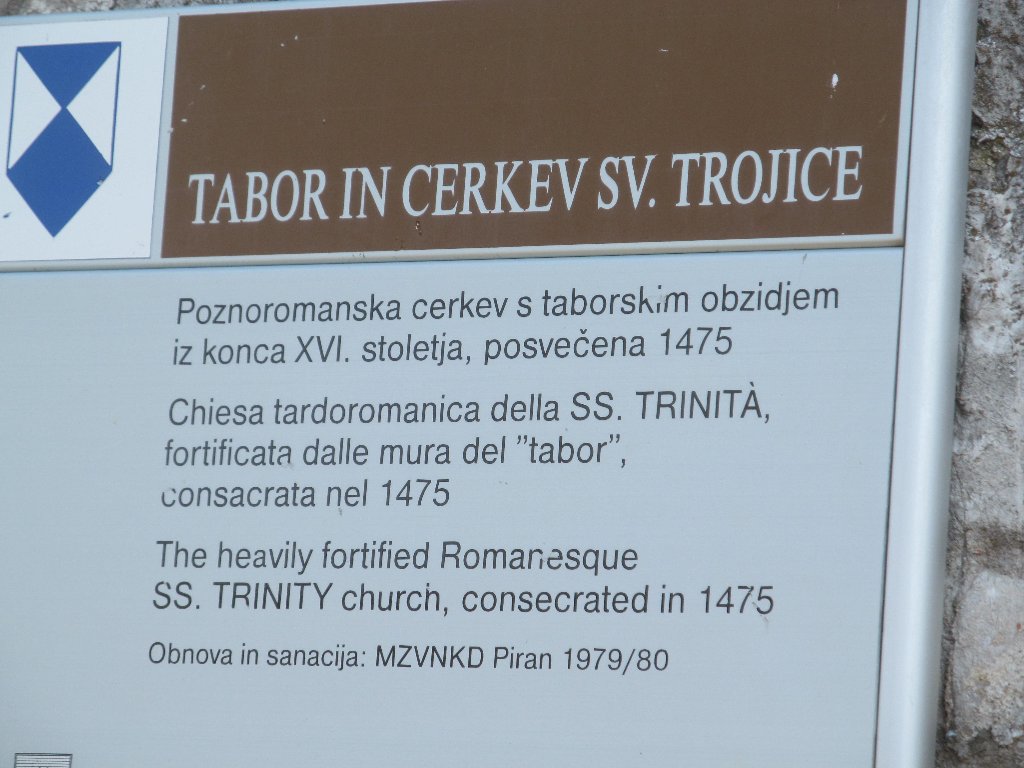 TABOR IN CERKEV SV. TROJICE
Poznoromanska cerkev s taborskim obzidjem
iz konca XVI. stoletja, posvečena 1475
Chiesa tardoromanica della SS. TRINITÀ,
fortificata dalle mura del "tabor",
consacrata nel 1475
The heavily fortified Romanesque
SS. TRINITY church, consecrated in 1475
Obnova in sanacija: MZVNKD Piran 1979/80